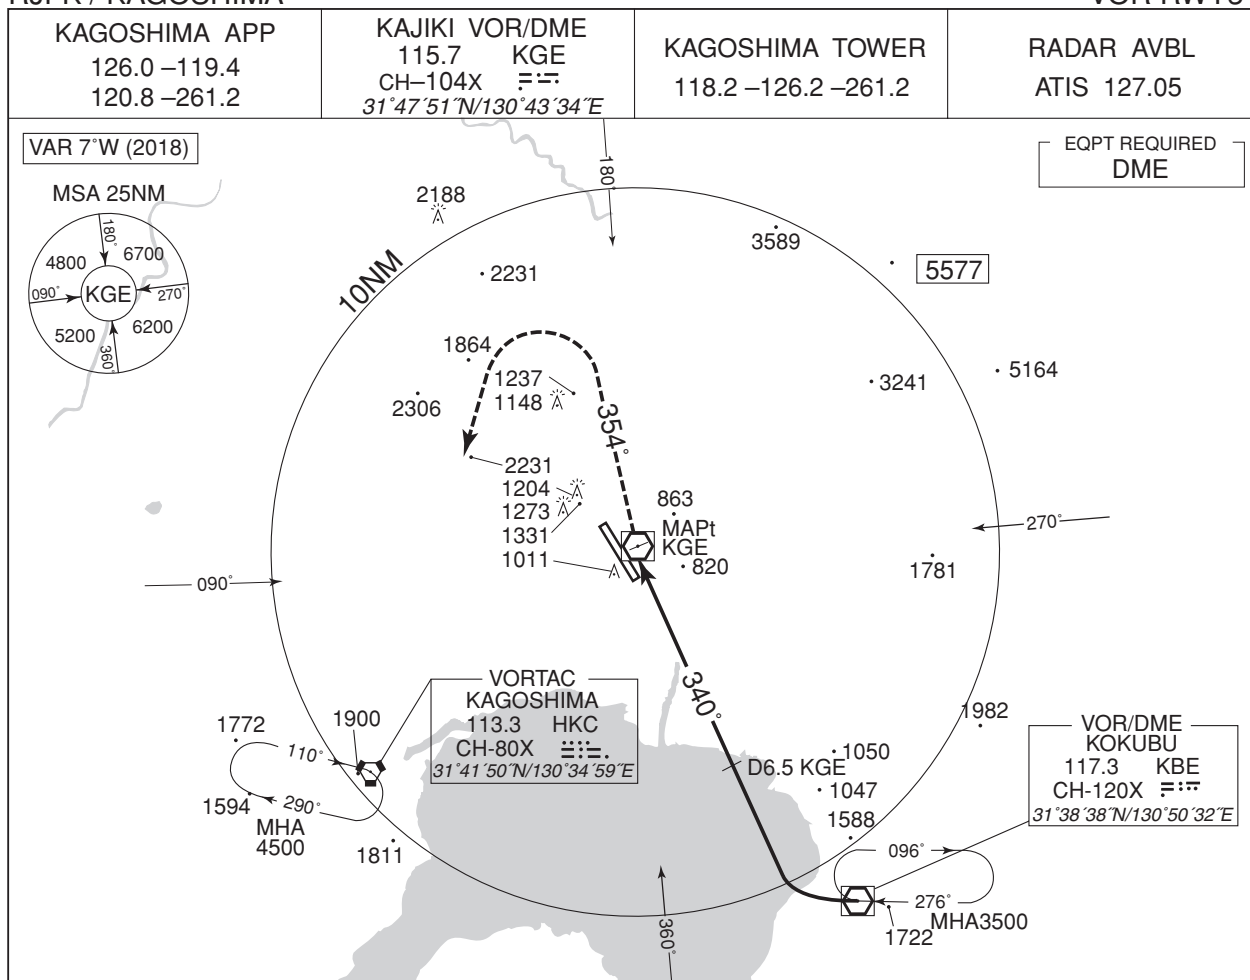 RJFK / KAGOSHIMA
KAGOSHIMA APP
126.0 –119.4
120.8 –261.2
KAJIKI VOR/DME
115.7 KGE
CH–104X
31°47´51˝N/130°43´34˝E
KAGOSHIMA TOWER
118.2 –126.2 –261.2
RADAR AVBL
ATIS 127.05
VAR 7°W (2018)
EQPT REQUIRED
DME
MSA 25NM
180°
4800
6700
090°
KGE
270°
5200
6200
360°
2188
180°
3589
5577
10NM
2231
1864
1237
1148
2306
354°
3241
5164
2231
1204
1273
1331
1011
863
MAPt
KGE
820
270°
1781
090°
340°
VORTAC
KAGOSHIMA
113.3 HKC
CH-80X
31°41´50˝N/130°34´59˝E
1772
1900
110°
1594
290°
MHA
4500
1811
1982
1050
D6.5 KGE
1047
1588
VOR/DME
KOKUBU
117.3 KBE
CH-120X
31°38´38˝N/130°50´32˝E
096°
276°
MHA3500
1722
360°